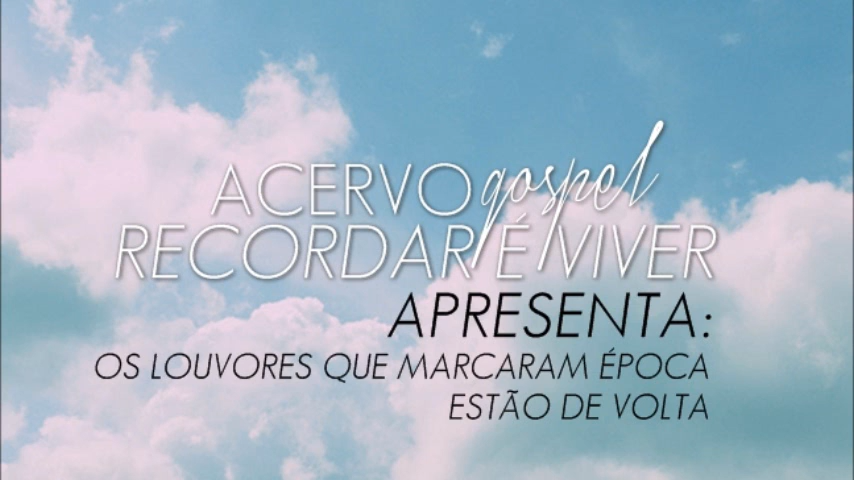 ACERVO gospel
RECORDAR É VIVER
APRESENTA:
OS LOUVORES QUE MARCARAM ÉPOCA
ESTÃO DE VOLTA